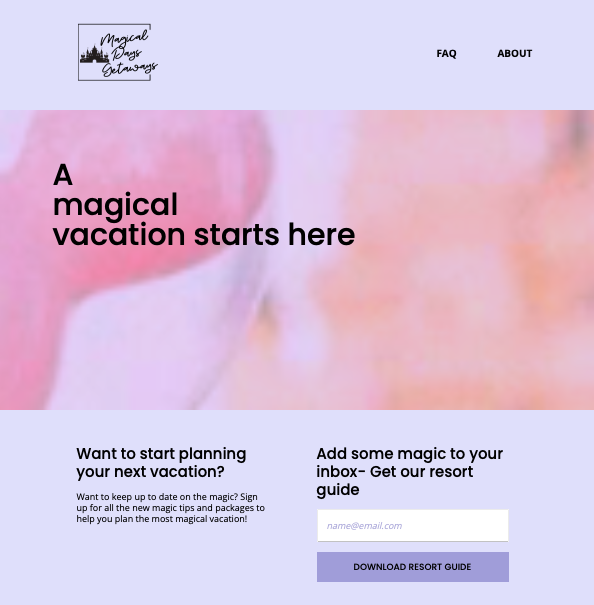 Magical
Days
Getaways
FAQ
ABOUT
A
magical
vacation starts here
Want to start planning
your next vacation?
Want to keep up to date on the magic? Sign
up for all the new magic tips and packages to
help you plan the most magical vacation!
Add some magic to your
inbox- Get our resort
guide
name@email.com
DOWNLOAD RESORT GUIDE